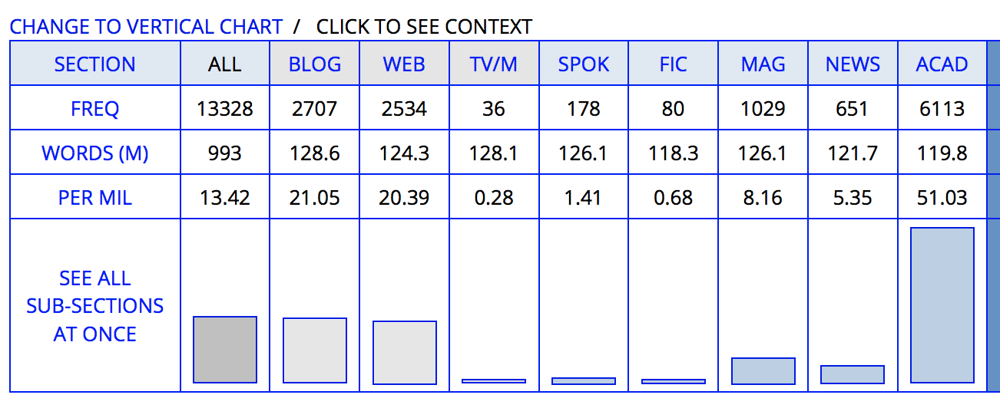 CHANGE TO VERTICAL CHART / CLICK TO SEE CONTEXT
SECTION ALL BLOG WEB TV/M SPOK FIC MAG NEWS ACAD
FREQ 13328 2707 2534 36 178 80 1029 651 6113
WORDS (M) 993 128.6 124.3 128.1 126.1 118.3 126.1 121.7 119.8
PER MIL 13.42 21.05 20.39 0.28 1.41 0.68 8.16 5.35 51.03
SEE ALL
SUB-SECTIONS
AT ONCE